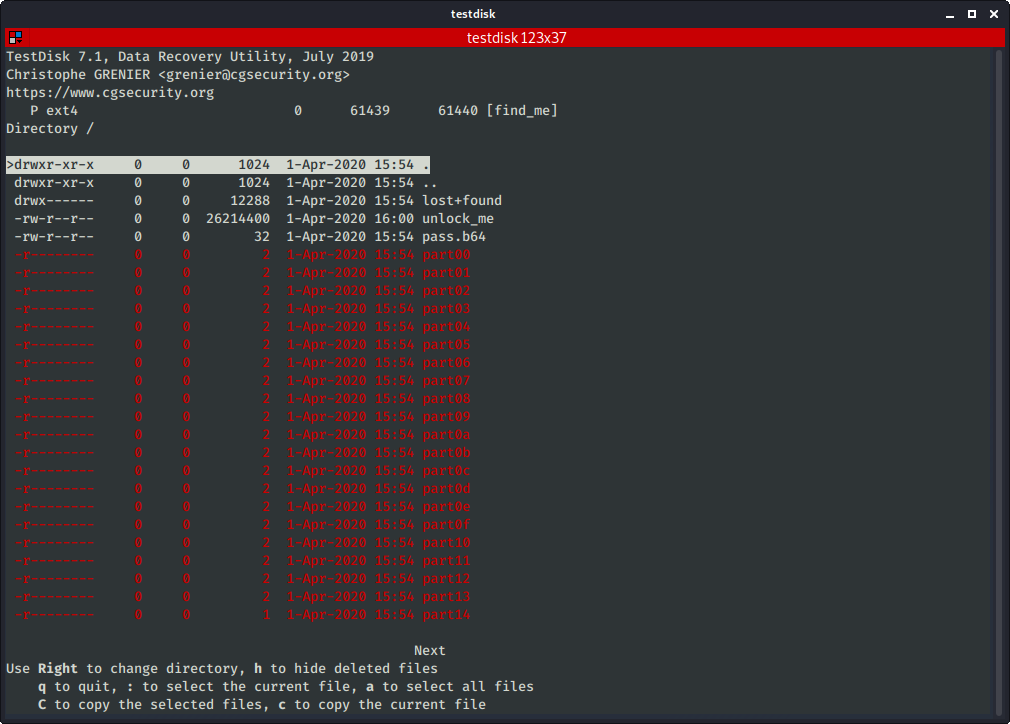 testdisk
testdisk 123x37
TestDisk 7.1, Data Recovery Utility, July 2019
Christophe GRENIER <grenier@cgsecurity.org>
https://www.cgsecurity.org
   P ext4                           0      61439      61440 [find_me]
Directory /
>drwxr-xr-x     0     0      1024  1-Apr-2020 15:54 .
 drwxr-xr-x     0     0      1024  1-Apr-2020 15:54 ..
 drwx------     0     0     12288  1-Apr-2020 15:54 lost+found
 -rw-r--r--     0     0  26214400  1-Apr-2020 16:00 unlock_me
 -rw-r--r--     0     0        32  1-Apr-2020 15:54 pass.b64
 -r--------     0     0         2  1-Apr-2020 15:54 part00
 -r--------     0     0         2  1-Apr-2020 15:54 part01
 -r--------     0     0         2  1-Apr-2020 15:54 part02
 -r--------     0     0         2  1-Apr-2020 15:54 part03
 -r--------     0     0         2  1-Apr-2020 15:54 part04
 -r--------     0     0         2  1-Apr-2020 15:54 part05
 -r--------     0     0         2  1-Apr-2020 15:54 part06
 -r--------     0     0         2  1-Apr-2020 15:54 part07
 -r--------     0     0         2  1-Apr-2020 15:54 part08
 -r--------     0     0         2  1-Apr-2020 15:54 part09
 -r--------     0     0         2  1-Apr-2020 15:54 part0a
 -r--------     0     0         2  1-Apr-2020 15:54 part0b
 -r--------     0     0         2  1-Apr-2020 15:54 part0c
 -r--------     0     0         2  1-Apr-2020 15:54 part0d
 -r--------     0     0         2  1-Apr-2020 15:54 part0e
 -r--------     0     0         2  1-Apr-2020 15:54 part0f
 -r--------     0     0         2  1-Apr-2020 15:54 part10
 -r--------     0     0         2  1-Apr-2020 15:54 part11
 -r--------     0     0         2  1-Apr-2020 15:54 part12
 -r--------     0     0         2  1-Apr-2020 15:54 part13
 -r--------     0     0         1  1-Apr-2020 15:54 part14
Next
Use Right to change directory, h to hide deleted files
    q to quit, : to select the current file, a to select all files
    C to copy the selected files, c to copy the current file